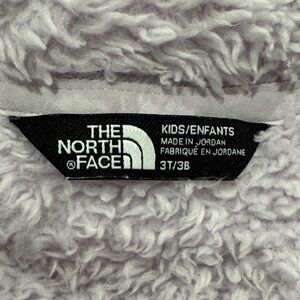 THE
NORTH
® FACE
KIDS/ENFANTS
MADE IN JORDAN
FABRIQUÉ EN JORDANIE
3T/3B